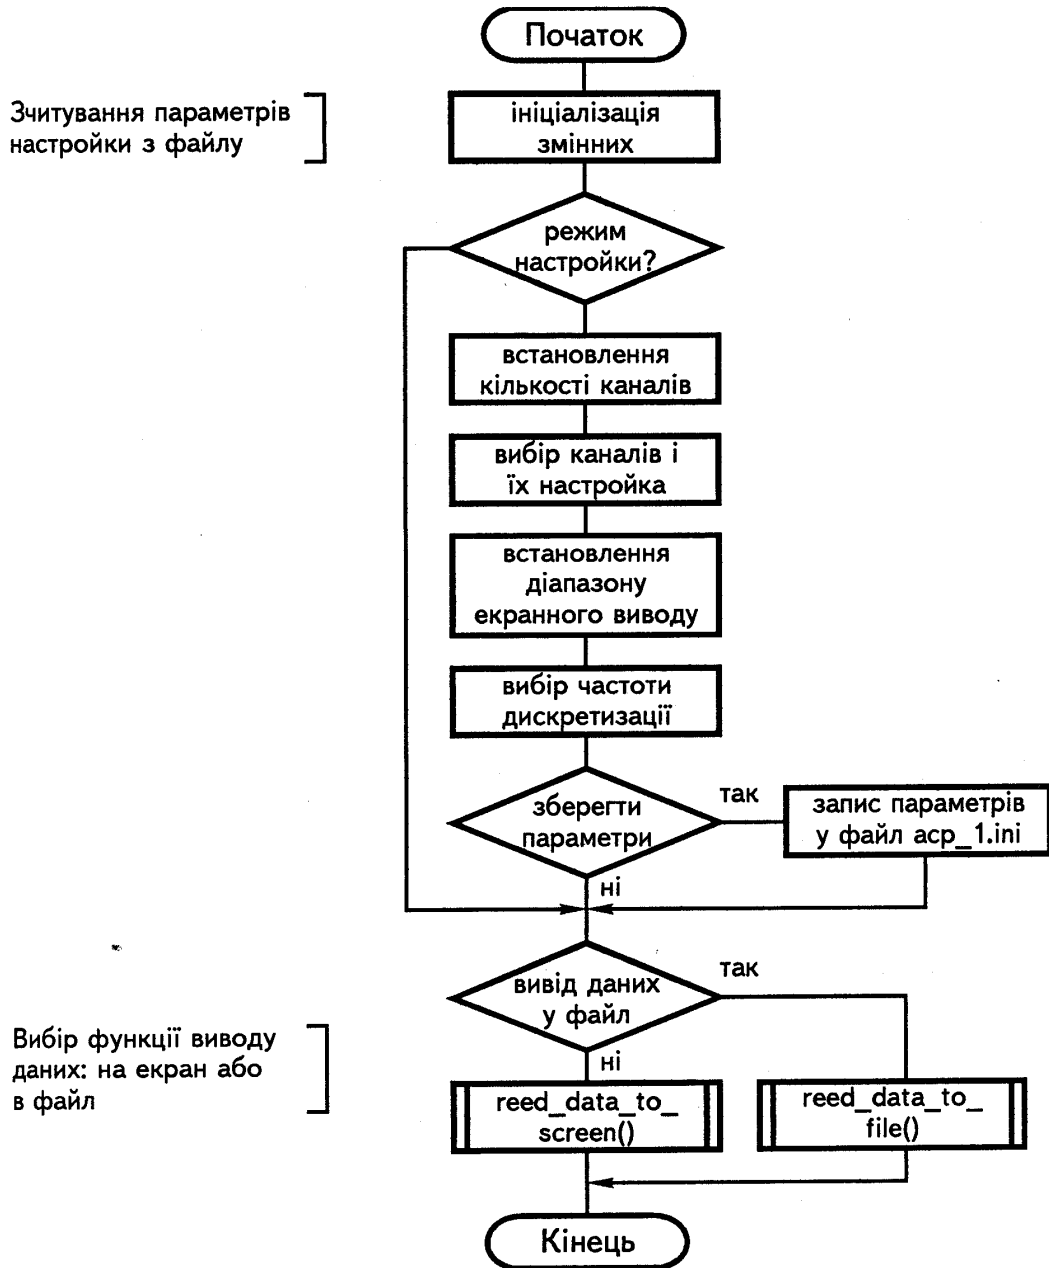 Початок
Зчитування параметрів
настройки з файлу
ініціалізація
змінних
режим
настройки?
встановлення
кількості каналів
вибір каналів і
їх настройка
встановлення
діапазону
екранного виводу
вибір частоти
дискретизації
зберегти
параметри
так
запис параметрів
у файл acp_1.ini
ні
вивід даних
у файл
так
ні
Вибір функції виводу
даних: на екран або
в файл
reed_data_to_
screen()
reed_data_to_
file()
Кінець